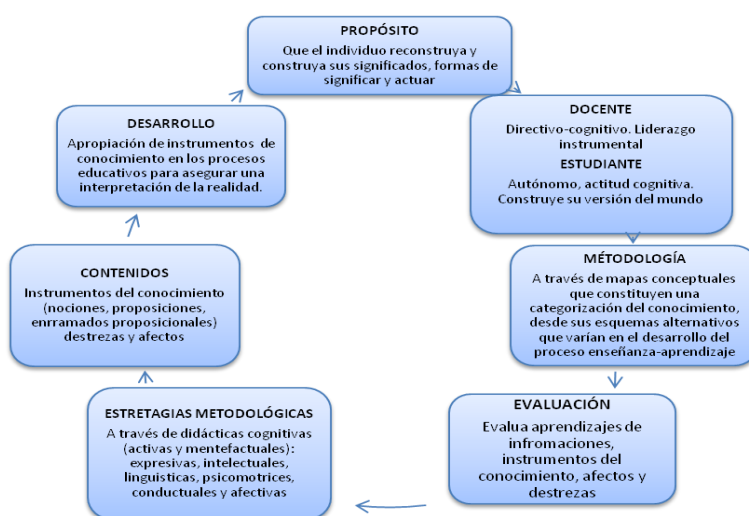 PROPÓSITO
Que el individuo reconstruya y
construya sus significados, formas de
significar y actuar
DOCENTE
Directivo-cognitivo. Liderazgo
instrumental
ESTUDIANTE
Autónomo, actitud cognitiva.
Construye su versión del mundo
MÉTODOLOGÍA
A través de mapas conceptuales
que constituyen una
categorización del conocimiento,
desde sus esquemas alternativos
que varían en el desarrollo del
proceso enseñanza-aprendizaje
EVALUACIÓN
Evalua aprendizajes de
infromaciones,
instrumentos del
conocimiento, afectos y
destrezas
ESTRETAGIAS METODOLÓGICAS
A través de didácticas cognitivas
(activas y mentefactuales):
expresivas, intelectuales,
linguisticas, psicomotrices,
conductuales y afectivas
CONTENIDOS
Instrumentos del conocimiento
(nociones, proposiciones,
enrramados proposicionales)
destrezas y afectos
DESARROLLO
Apropiación de instrumentos de
conocimiento en los procesos
educativos para asegurar una
interpretación de la realidad.